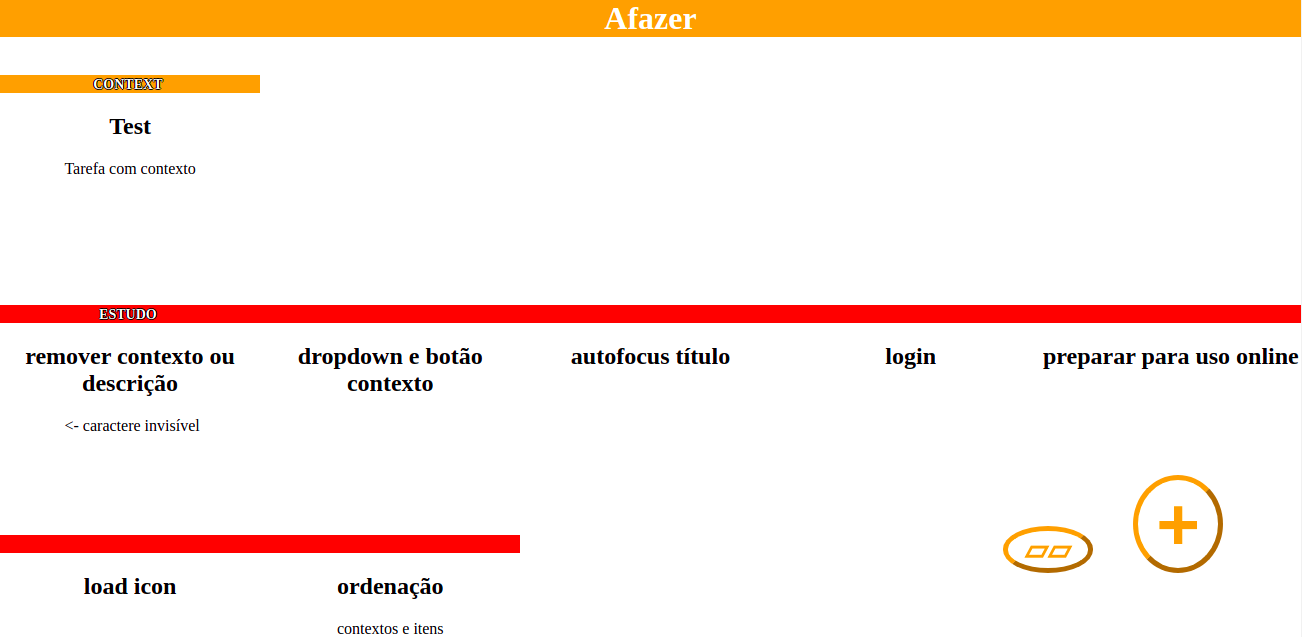 Afazer
CONTEXT
Test
Tarefa com contexto
ESTUDO
remover contexto ou
descrição
<- caractere invisível
dropdown e botão
contexto
autofocus título
login
preparar para uso online
+
load icon
ordenação
contextos e itens